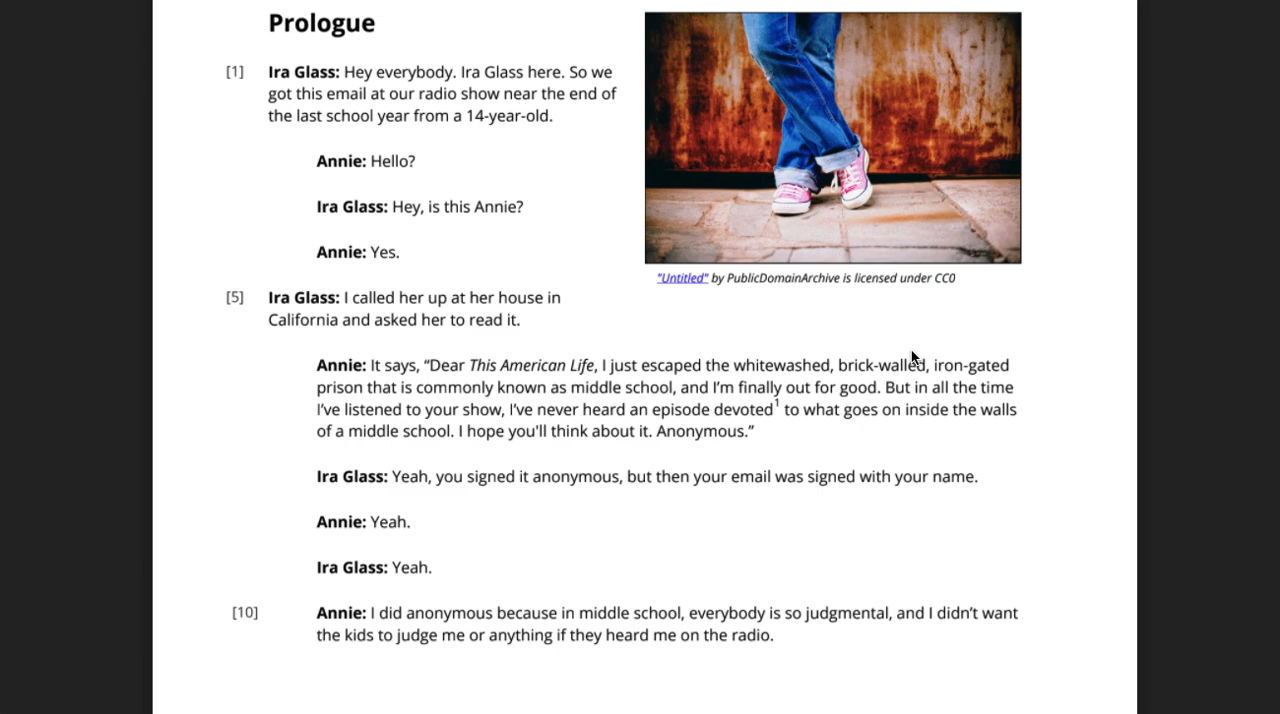 Prologue
[1] Ira Glass: Hey everybody. Ira Glass here. So we
got this email at our radio show near the end of
the last school year from a 14-year-old.
Annie: Hello?
Ira Glass: Hey, is this Annie?
Annie: Yes.
"Untitled" by PublicDomainArchive is licensed under CC0
[5] Ira Glass: I called her up at her house in
California and asked her to read it.
Annie: It says, “Dear This American Life, I just escaped the whitewashed, brick-walled, iron-gated
prison that is commonly known as middle school, and I’m finally out for good. But in all the time
I’ve listened to your show, I’ve never heard an episode devoted1 to what goes on inside the walls
of a middle school. I hope you'll think about it. Anonymous.”
Ira Glass: Yeah, you signed it anonymous, but then your email was signed with your name.
Annie: Yeah.
Ira Glass: Yeah.
[10] Annie: I did anonymous because in middle school, everybody is so judgmental, and I didn’t want
the kids to judge me or anything if they heard me on the radio.